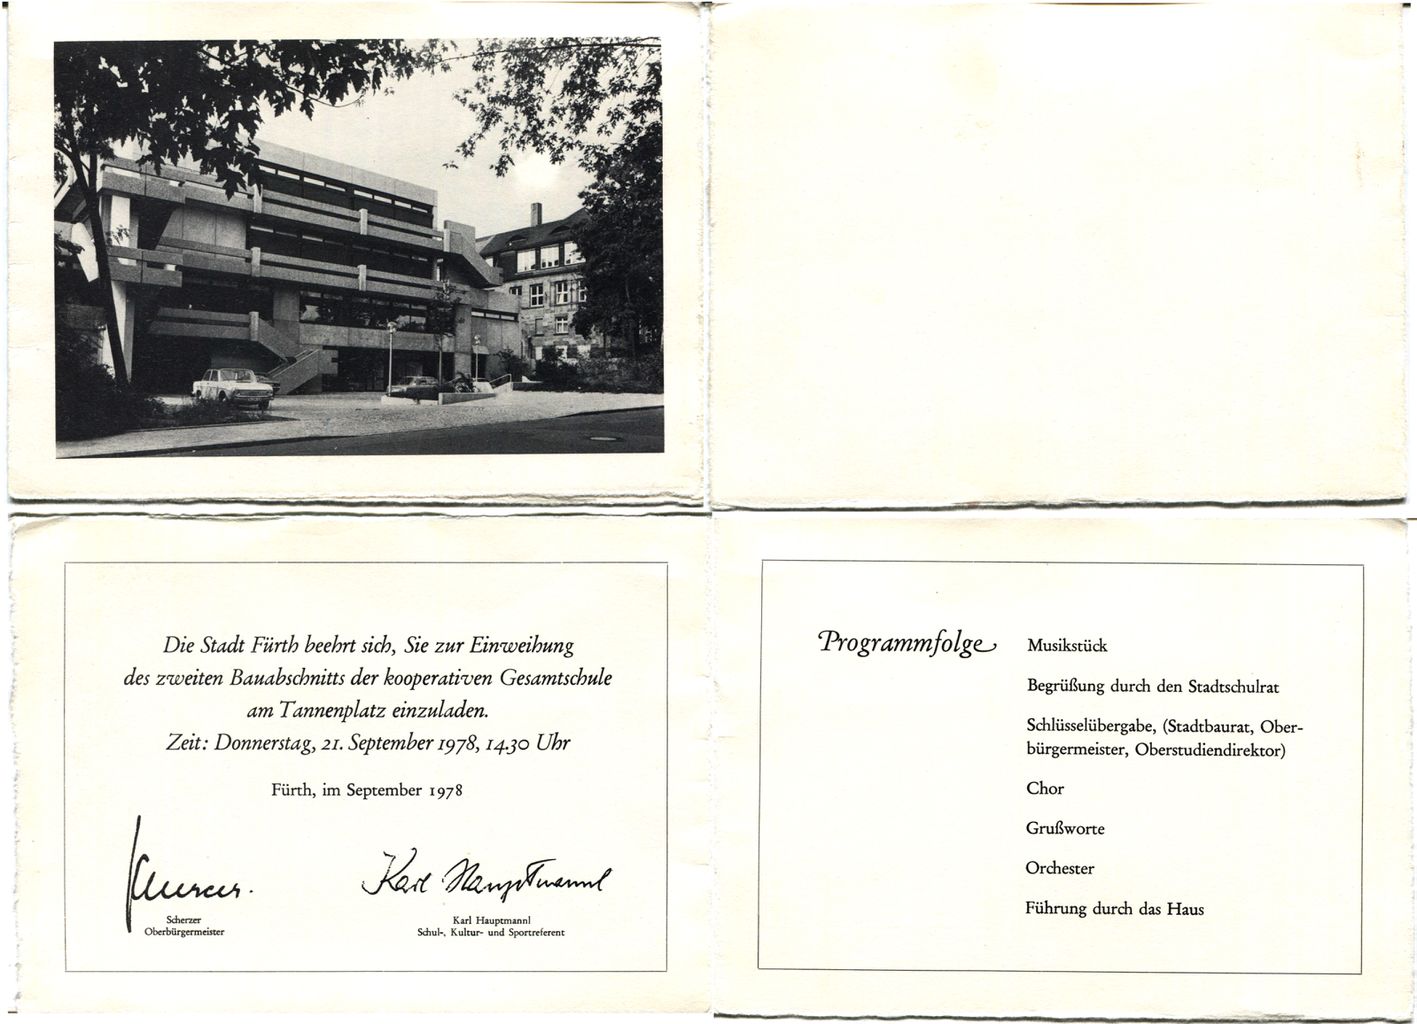 Die Stadt Fürth beehrt sich, Sie zur Einweihung
des zweiten Bauabschnitts der kooperativen Gesamtschule
am Tannenplatz einzuladen.
Zeit: Donnerstag, 21. September 1978, 14.30 Uhr
Fürth, im September 1978
Karl Hauptmannl
Scherzer
Oberbürgermeister
Karl Hauptmannl
Schul-, Kultur- und Sportreferent
Programmfolge
Musikstück
Begrüßung durch den Stadtschulrat
Schlüsselübergabe, (Stadtbaurat, Ober-
bürgermeister, Oberstudiendirektor)
Chor
Grußworte
Orchester
Führung durch das Haus